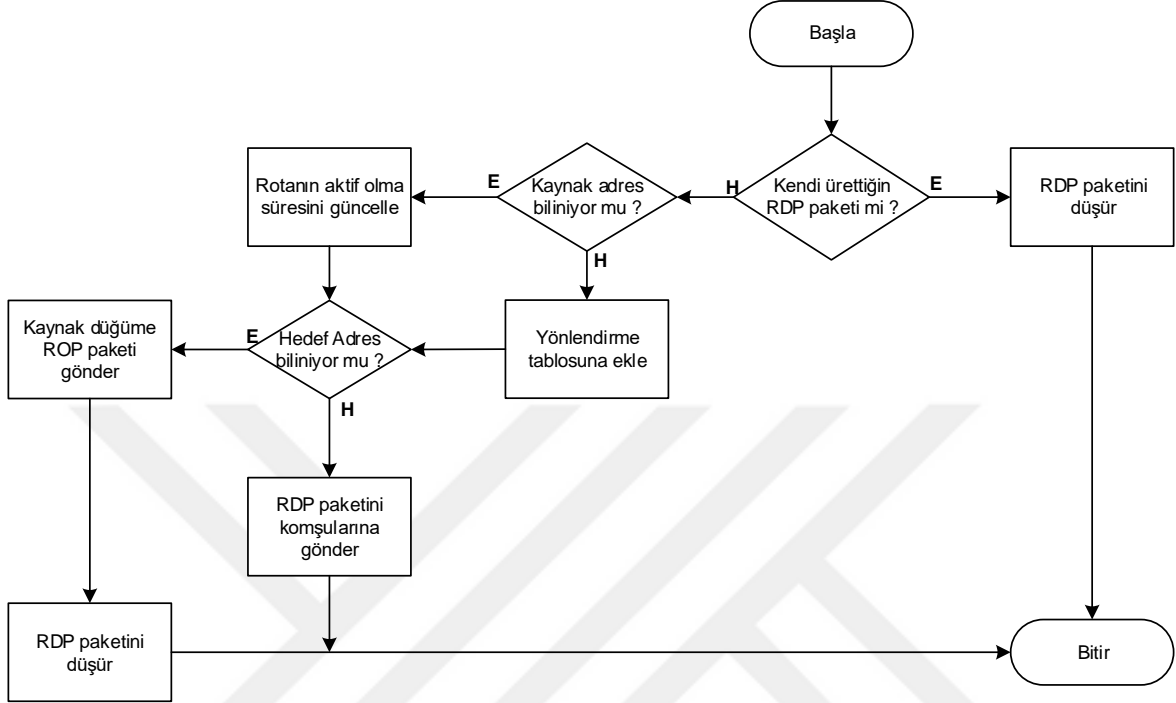 Başla
Kendi ürettiğin
RDP paketi mi ?
E
RDP paketini
düşür
H
Kaynak adres
biliniyor mu ?
E
Rotanın aktif olma
süresini güncelle
H
Yönlendirme
tablosuna ekle
Hedef Adres
biliniyor mu ?
E
Kaynak düğüme
ROP paketi
gönder
H
RDP paketini
komşularına
gönder
RDP paketini
düşür
Bitir